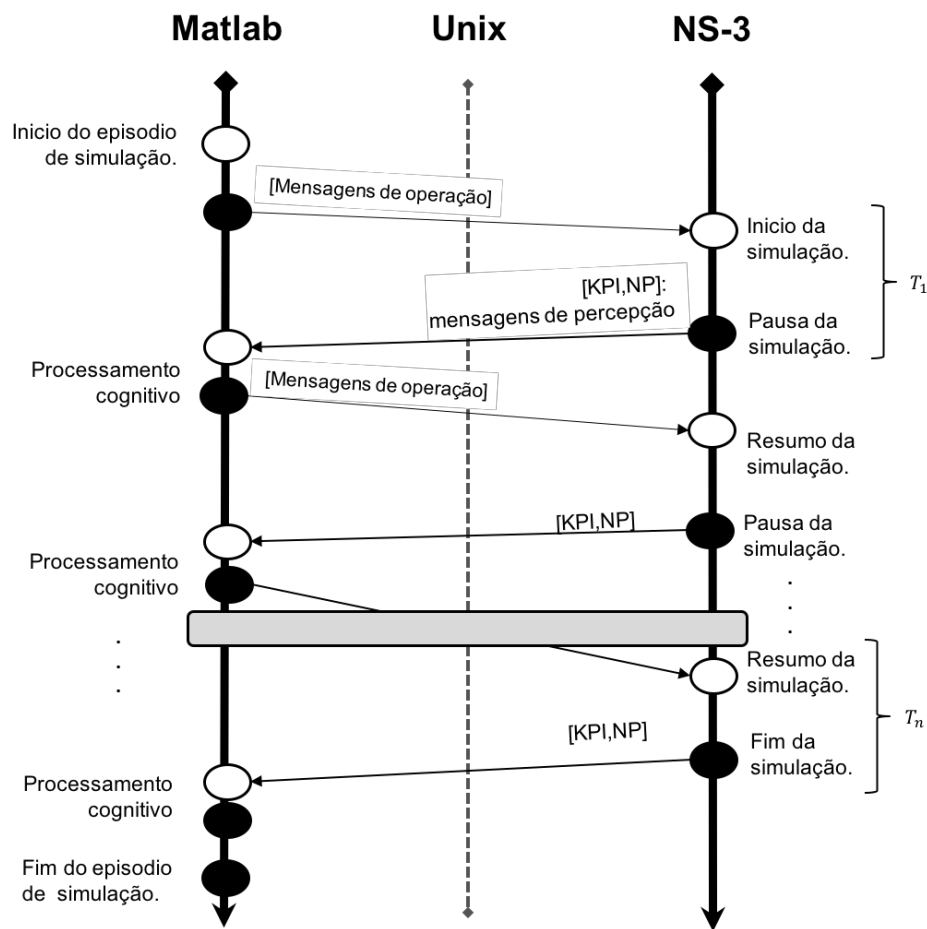 Matlab
Unix
NS-3
Inicio do episodio
de simulação.
[Mensagens de operação]
Inicio da
simulação.
T1
[KPI,NP]:
mensagens de percepção
Pausa da
simulação.
Processamento
cognitivo
[Mensagens de operação]
Resumo da
simulação.
[KPI,NP]
Pausa da
simulação.
Processamento
cognitivo
Resumo da
simulação.
Tn
[KPI,NP]
Fim da
simulação.
Processamento
cognitivo
Fim do episodio
de simulação.